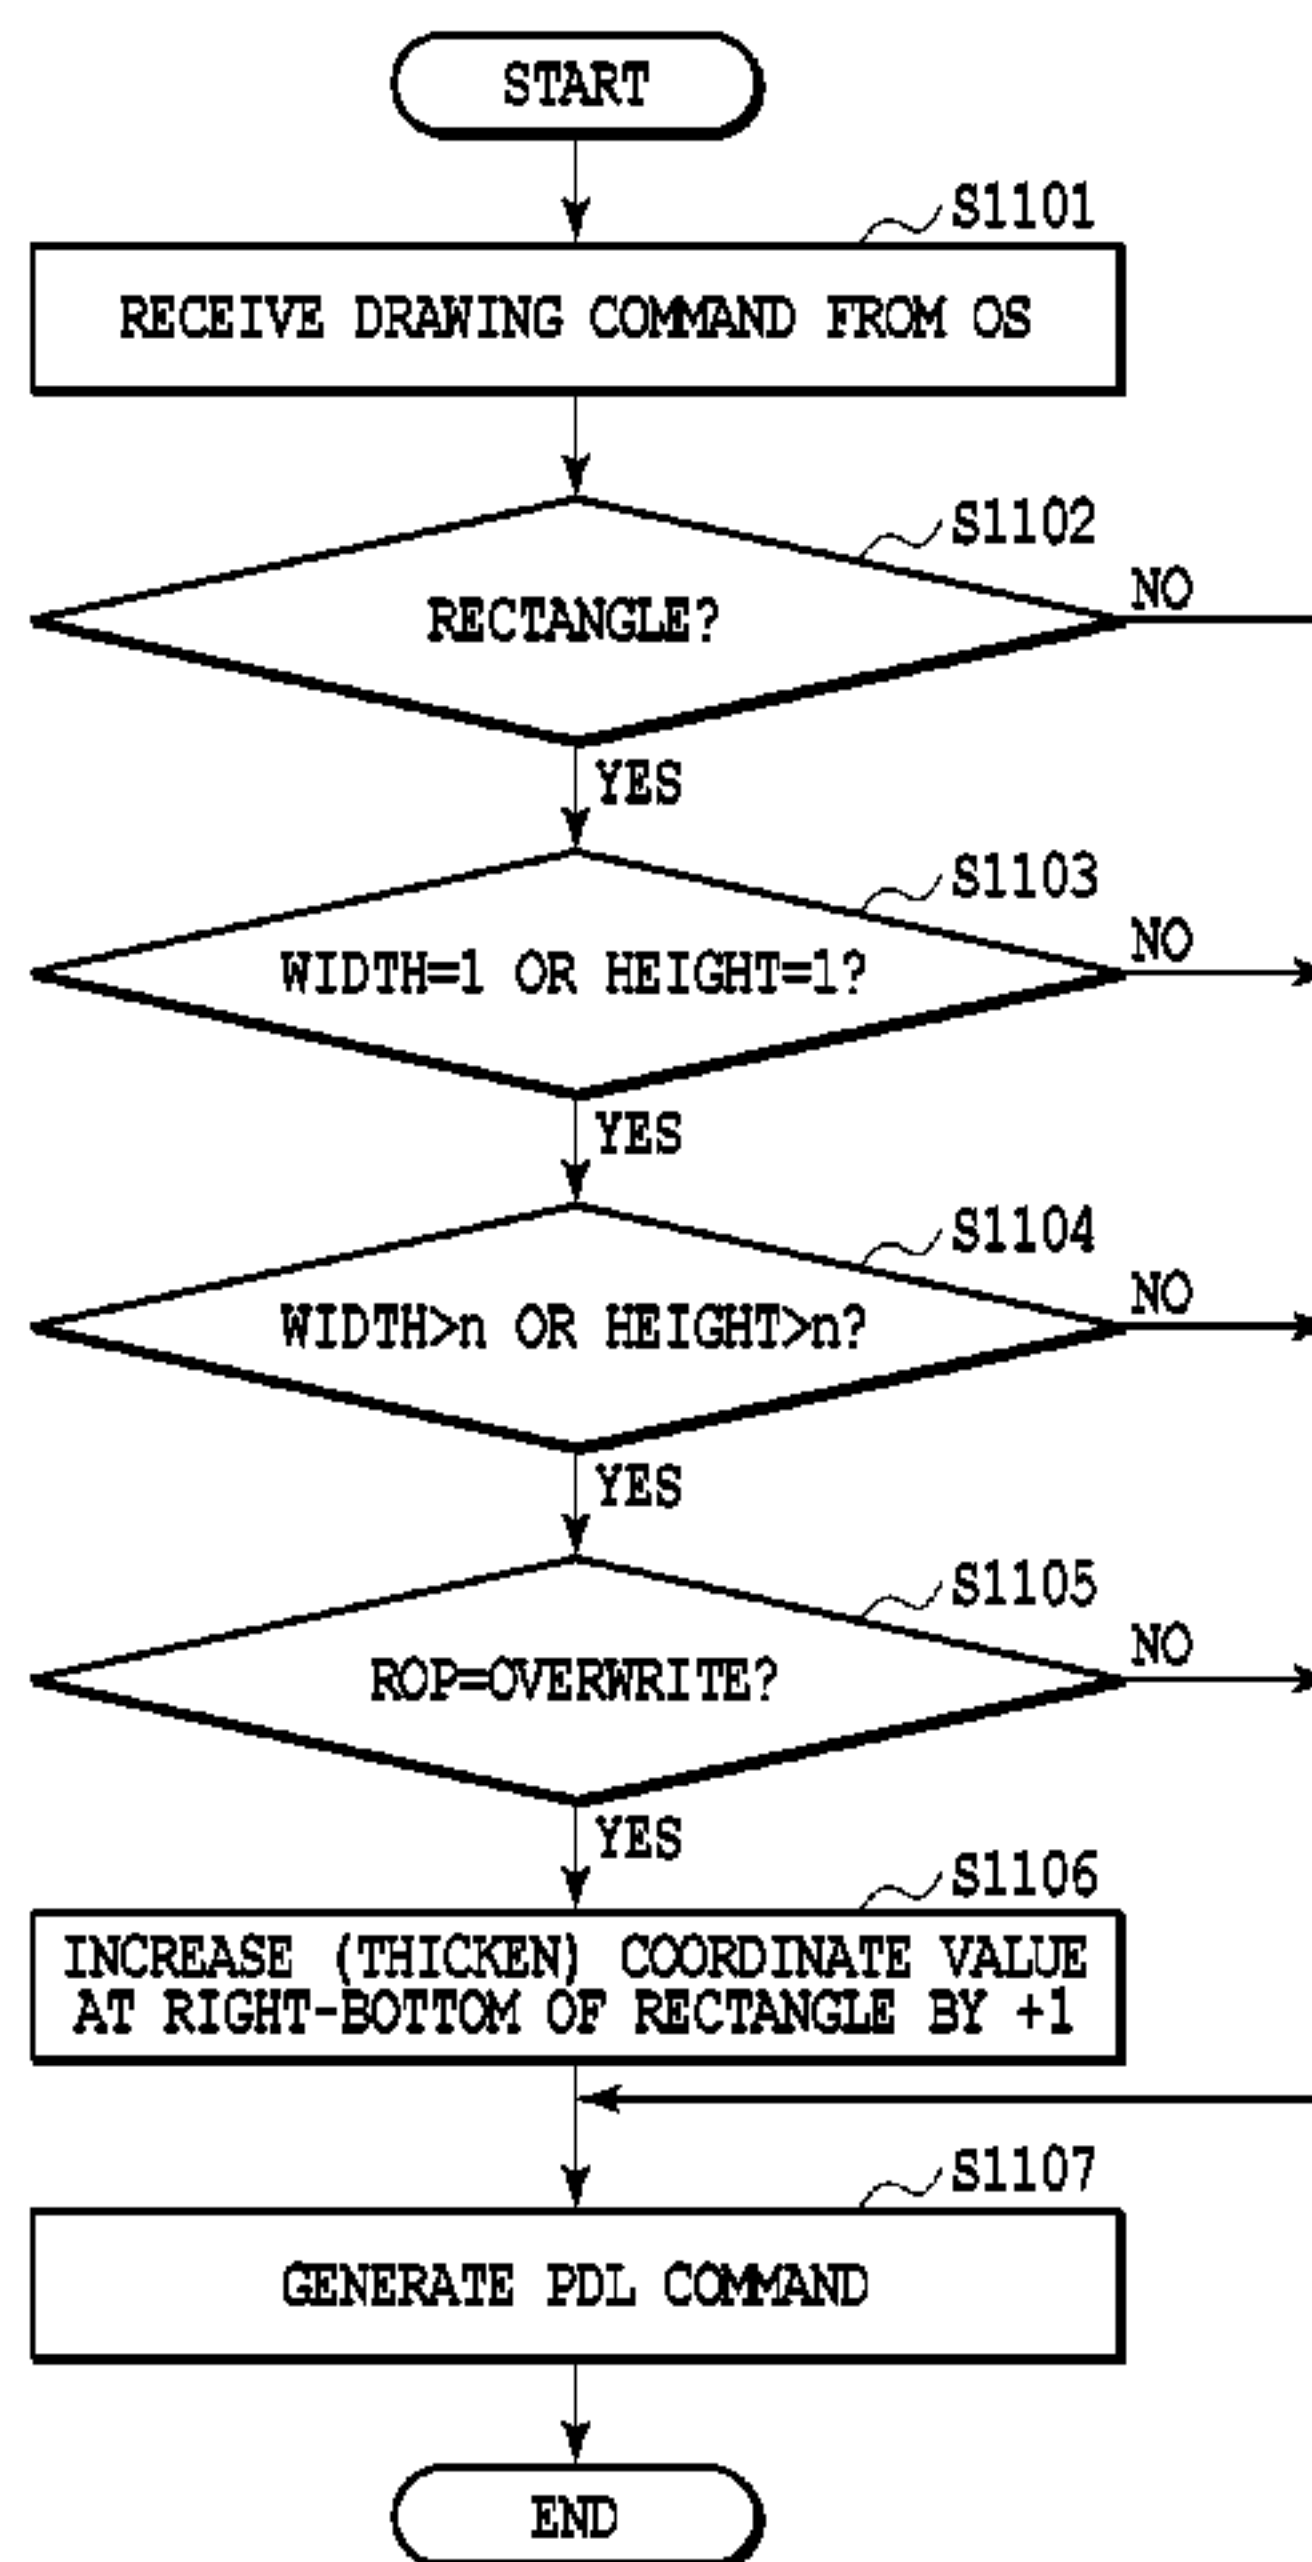 START
S1101
RECEIVE DRAWING COMMAND FROM OS
S1102
RECTANGLE?
NO
YES
S1103
WIDTH=1 OR HEIGHT=1?
NO
YES
S1104
WIDTH>n OR HEIGHT>n?
NO
YES
S1105
ROP=OVERWRITE?
NO
YES
S1106
INCREASE (THICKEN) COORDINATE VALUE
AT RIGHT-BOTTOM OF RECTANGLE BY +1
S1107
GENERATE PDL COMMAND
END